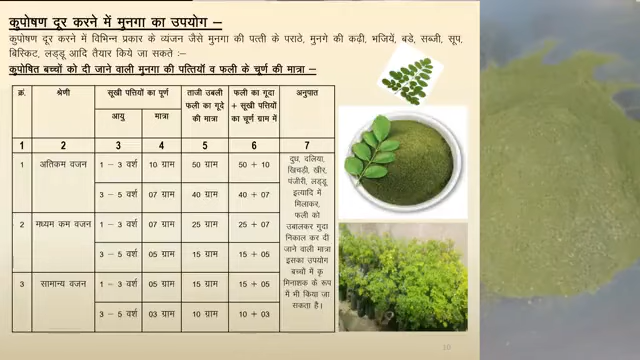 कुपोषण दूर करने में मुनगा का उपयोग –
कुपोषण दूर करने में विभिन्न प्रकार के व्यंजन जैसे मुनगा की पत्ती के पराठे, मुनगे की कढ़ी, भजियें, बडे, सब्जी, सूप,
बिस्किट, लड्डू आदि तैयार किये जा सकते :–
कुपोषित बच्चों को दी जाने वाली मुनगा की पत्तियों व फली के चूर्ण की मात्रा –
क्रं. श्रेणी सूखी पत्तियों का पूर्ण ताजी उबली फली का गूदे की मात्रा फली का गूदा + सूखी पत्तियों का चूर्ण ग्राम में अनुपात
आयु मात्रा
1 2 3 4 5 6 7
1 अतिकम वजन 1 – 3 वर्श 10 ग्राम 50 ग्राम 50 + 10
3 – 5 वर्श 07 ग्राम 40 ग्राम 40 + 07
2 मध्यम कम वजन 1 – 3 वर्श 07 ग्राम 25 ग्राम 25 + 07
3 – 5 वर्श 05 ग्राम 15 ग्राम 15 + 05
3 सामान्य वजन 1 – 3 वर्श 05 ग्राम 15 ग्राम 15 + 05
3 – 5 वर्श 03 ग्राम 10 ग्राम 10 + 03
दुध, दलिया,
खिचड़ी, खीर,
पंजीरी, लड्डू
इत्यादि में
मिलाकर,
फली को
उबालकर गुदा
निकाल कर दी
जाने वाली मात्रा
इसका उपयोग
बच्चों में कृ
मिनाशक के रूप
में भी किया जा
सकता है।
10